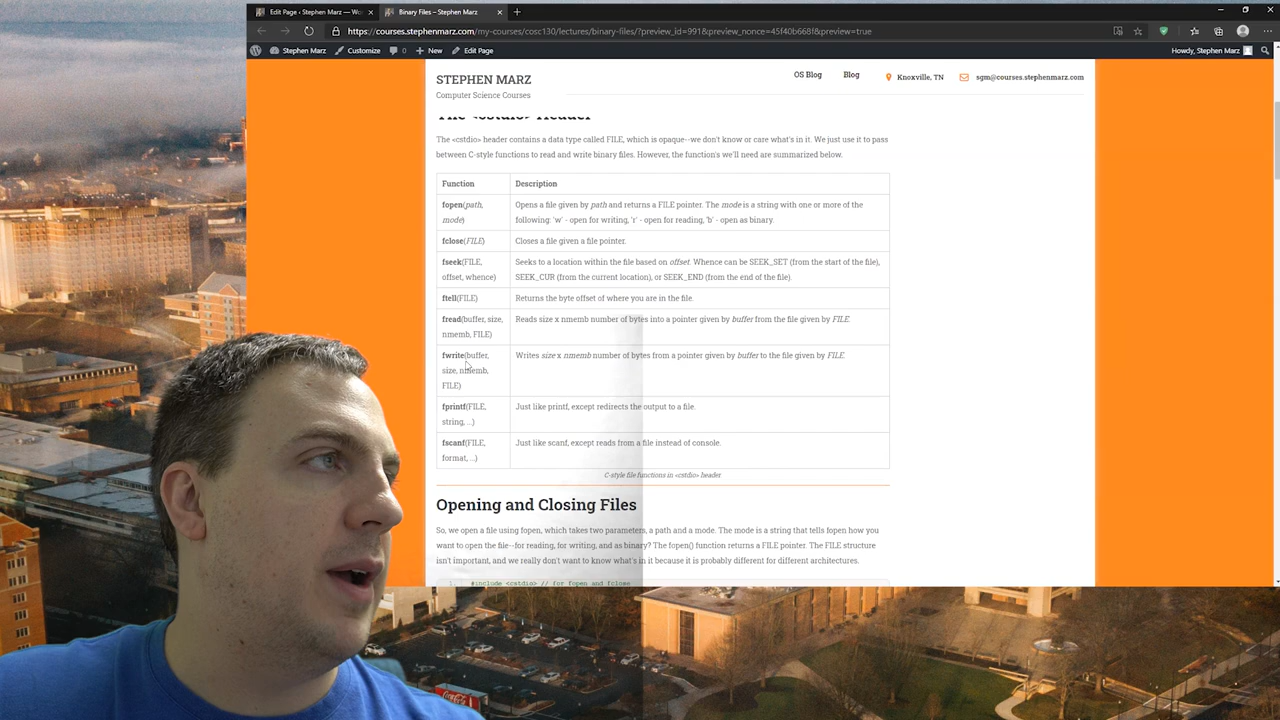 Edit Page ‹ Stephen Marz — Wo
Binary Files – Stephen Marz
https://courses.stephenmarz.com/my-courses/cosc130/lectures/binary-files/?preview_id=991&preview_nonce=45f40b668f&preview=true
Stephen Marz
Customize
0
New
Edit Page
Howdy, Stephen Marz
STEPHEN MARZ
Computer Science Courses
OS Blog
Blog
Knoxville, TN
sgm@courses.stephenmarz.com
The <cstdio> Header
The <cstdio> header contains a data type called FILE, which is opaque--we don't know or care what's in it. We just use it to pass
between C-style functions to read and write binary files. However, the function's we'll need are summarized below.
Function Description
fopen(path, Opens a file given by path and returns a FILE pointer. The mode is a string with one or more of the
mode) following: 'w' - open for writing, 'r' - open for reading, 'b' - open as binary.
fclose(FILE) Closes a file given a file pointer.
fseek(FILE, Seeks to a location within the file based on offset. Whence can be SEEK_SET (from the start of the file),
offset, whence) SEEK_CUR (from the current location), or SEEK_END (from the end of the file).
ftell(FILE) Returns the byte offset of where you are in the file.
fread(buffer, size, Reads size x nmemb number of bytes into a pointer given by buffer from the file given by FILE.
nmemb, FILE)
fwrite(buffer, Writes size x nmemb number of bytes from a pointer given by buffer to the file given by FILE.
size, nmemb,
FILE)
fprintf(FILE, Just like printf, except redirects the output to a file.
string, ...)
fscanf(FILE, Just like scanf, except reads from a file instead of console.
format, ...)
C-style file functions in <cstdio> header
Opening and Closing Files
So, we open a file using fopen, which takes two parameters, a path and a mode. The mode is a string that tells fopen how you
want to open the file--for reading, for writing, and as binary? The fopen() function returns a FILE pointer. The FILE structure
isn't important, and we really don't want to know what's in it because it is probably different for different architectures.
1. #include <cstdio> // for fopen and fclose
Coca-Cola